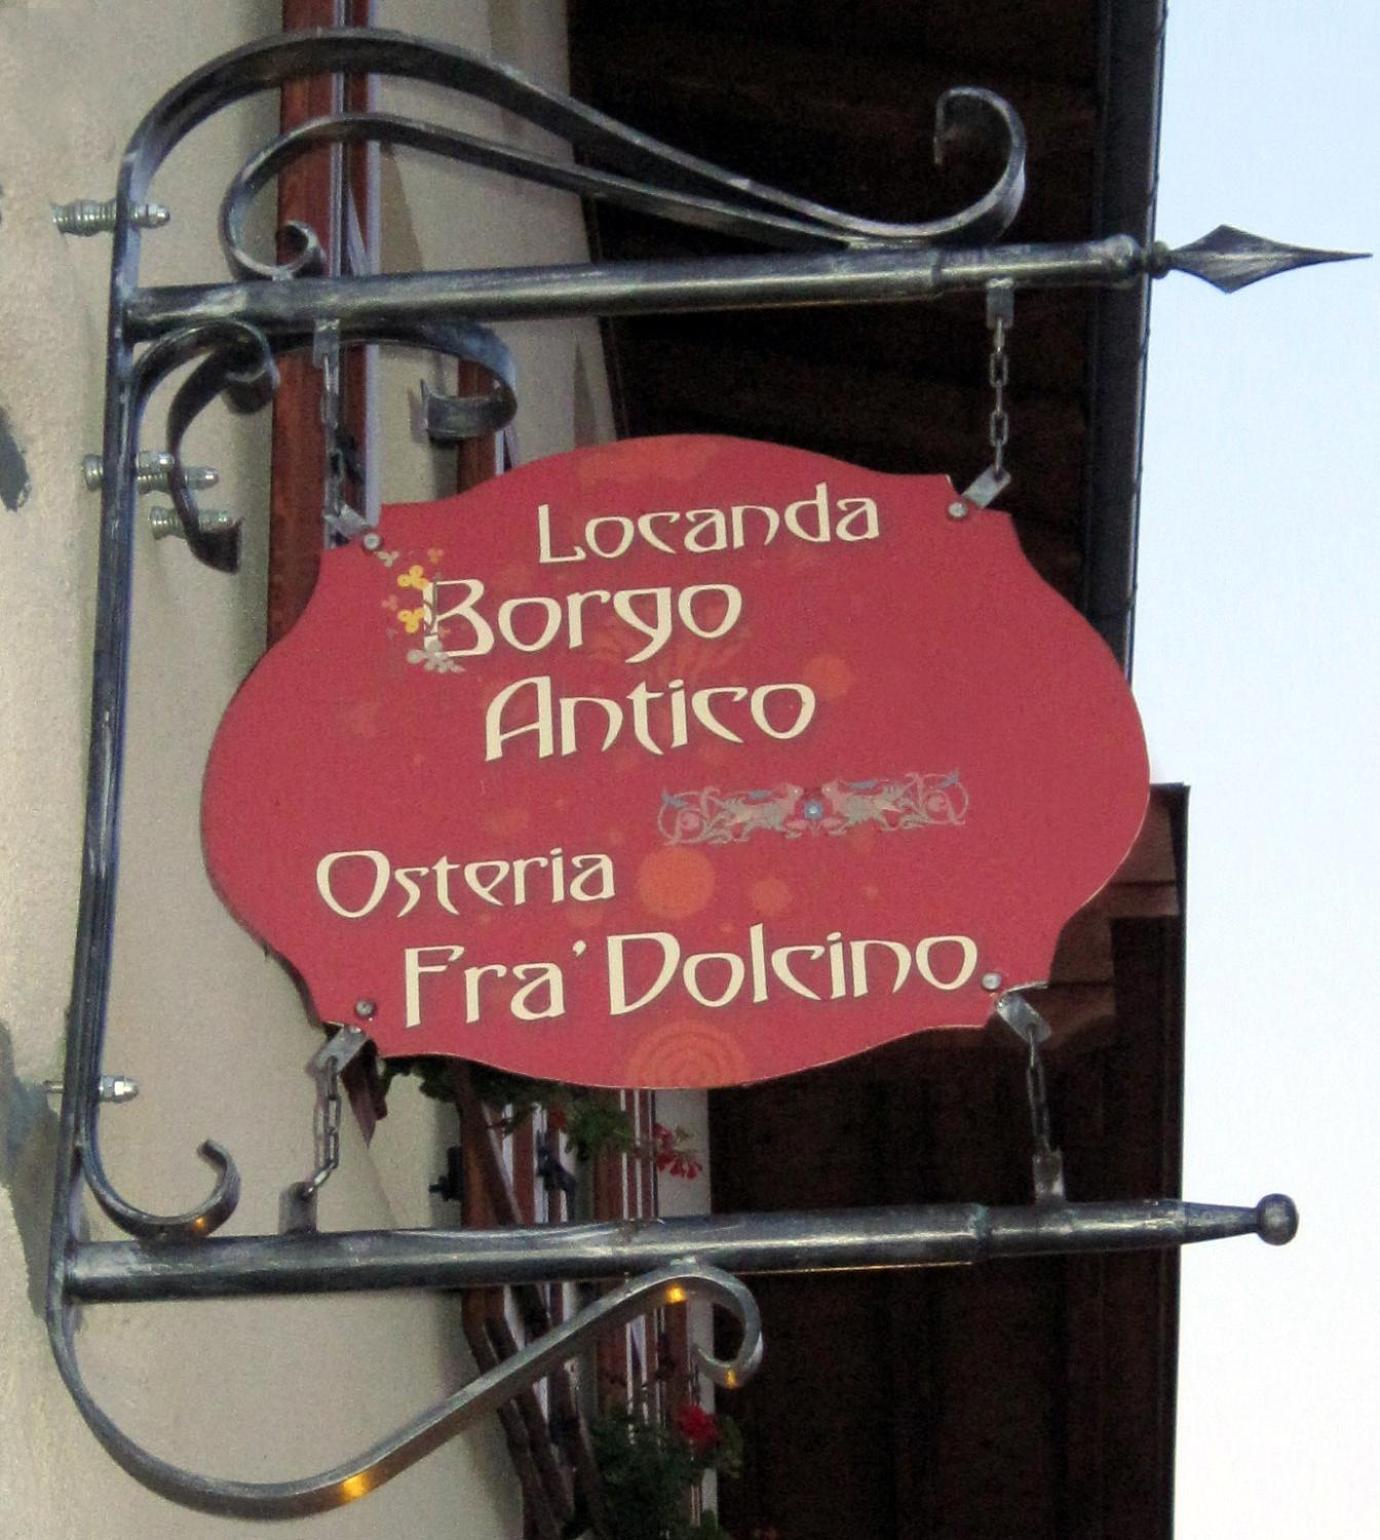 Locanda
Borgo
Antico
Osteria
Fra' Dolcino